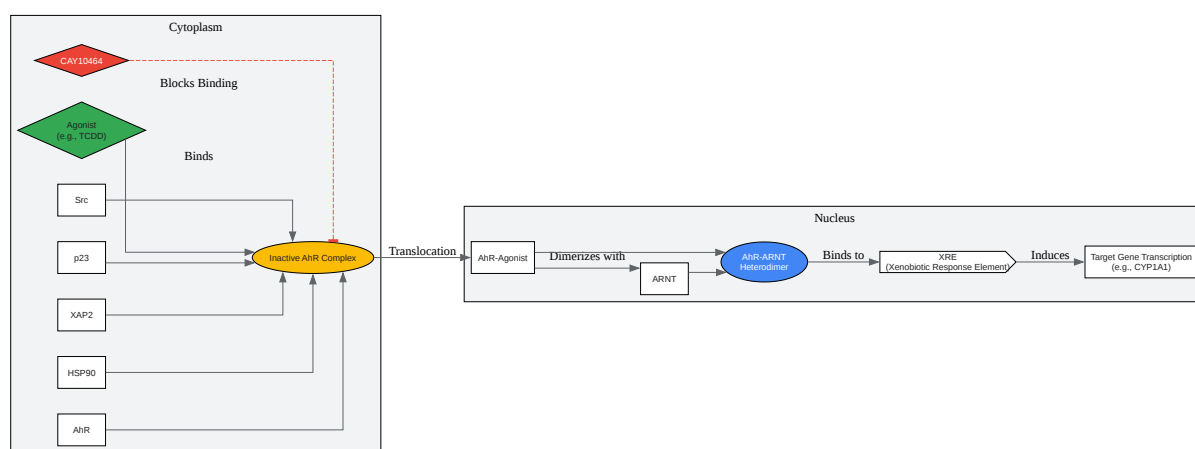 Cytoplasm
CAY10464
Blocks Binding
Agonist
(e.g., TCDD)
Binds
Src
p23
Inactive AhR Complex
XAP2
HSP90
AhR
Translocation
Nucleus
AhR-Agonist
Dimerizes with
ARNT
AhR-ARNT
Heterodimer
Binds to
XRE
(Xenobiotic Response Element)
Induces
Target Gene Transcription
(e.g., CYP1A1)